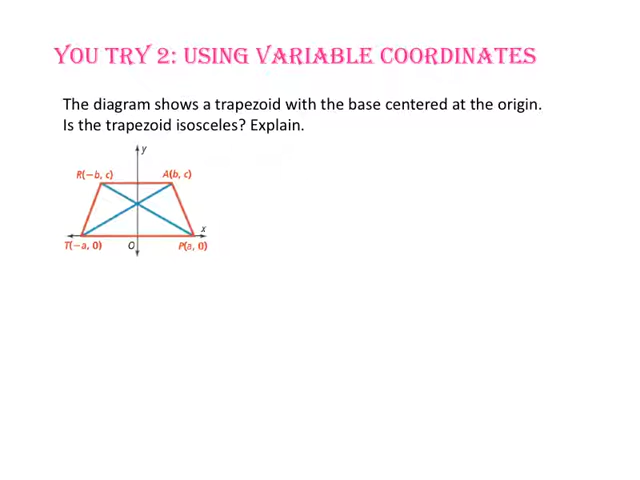 YOU TRY 2: USING VARIABLE COORDINATES
The diagram shows a trapezoid with the base centered at the origin.
Is the trapezoid isosceles? Explain.
y
R(−b, c) A(b, c)
x
T(−a, 0) O P(a, 0)